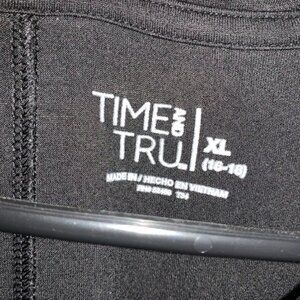 TIME AND
TRU
XL
(16-18)
MADE IN / HECHO EN VIETNAM